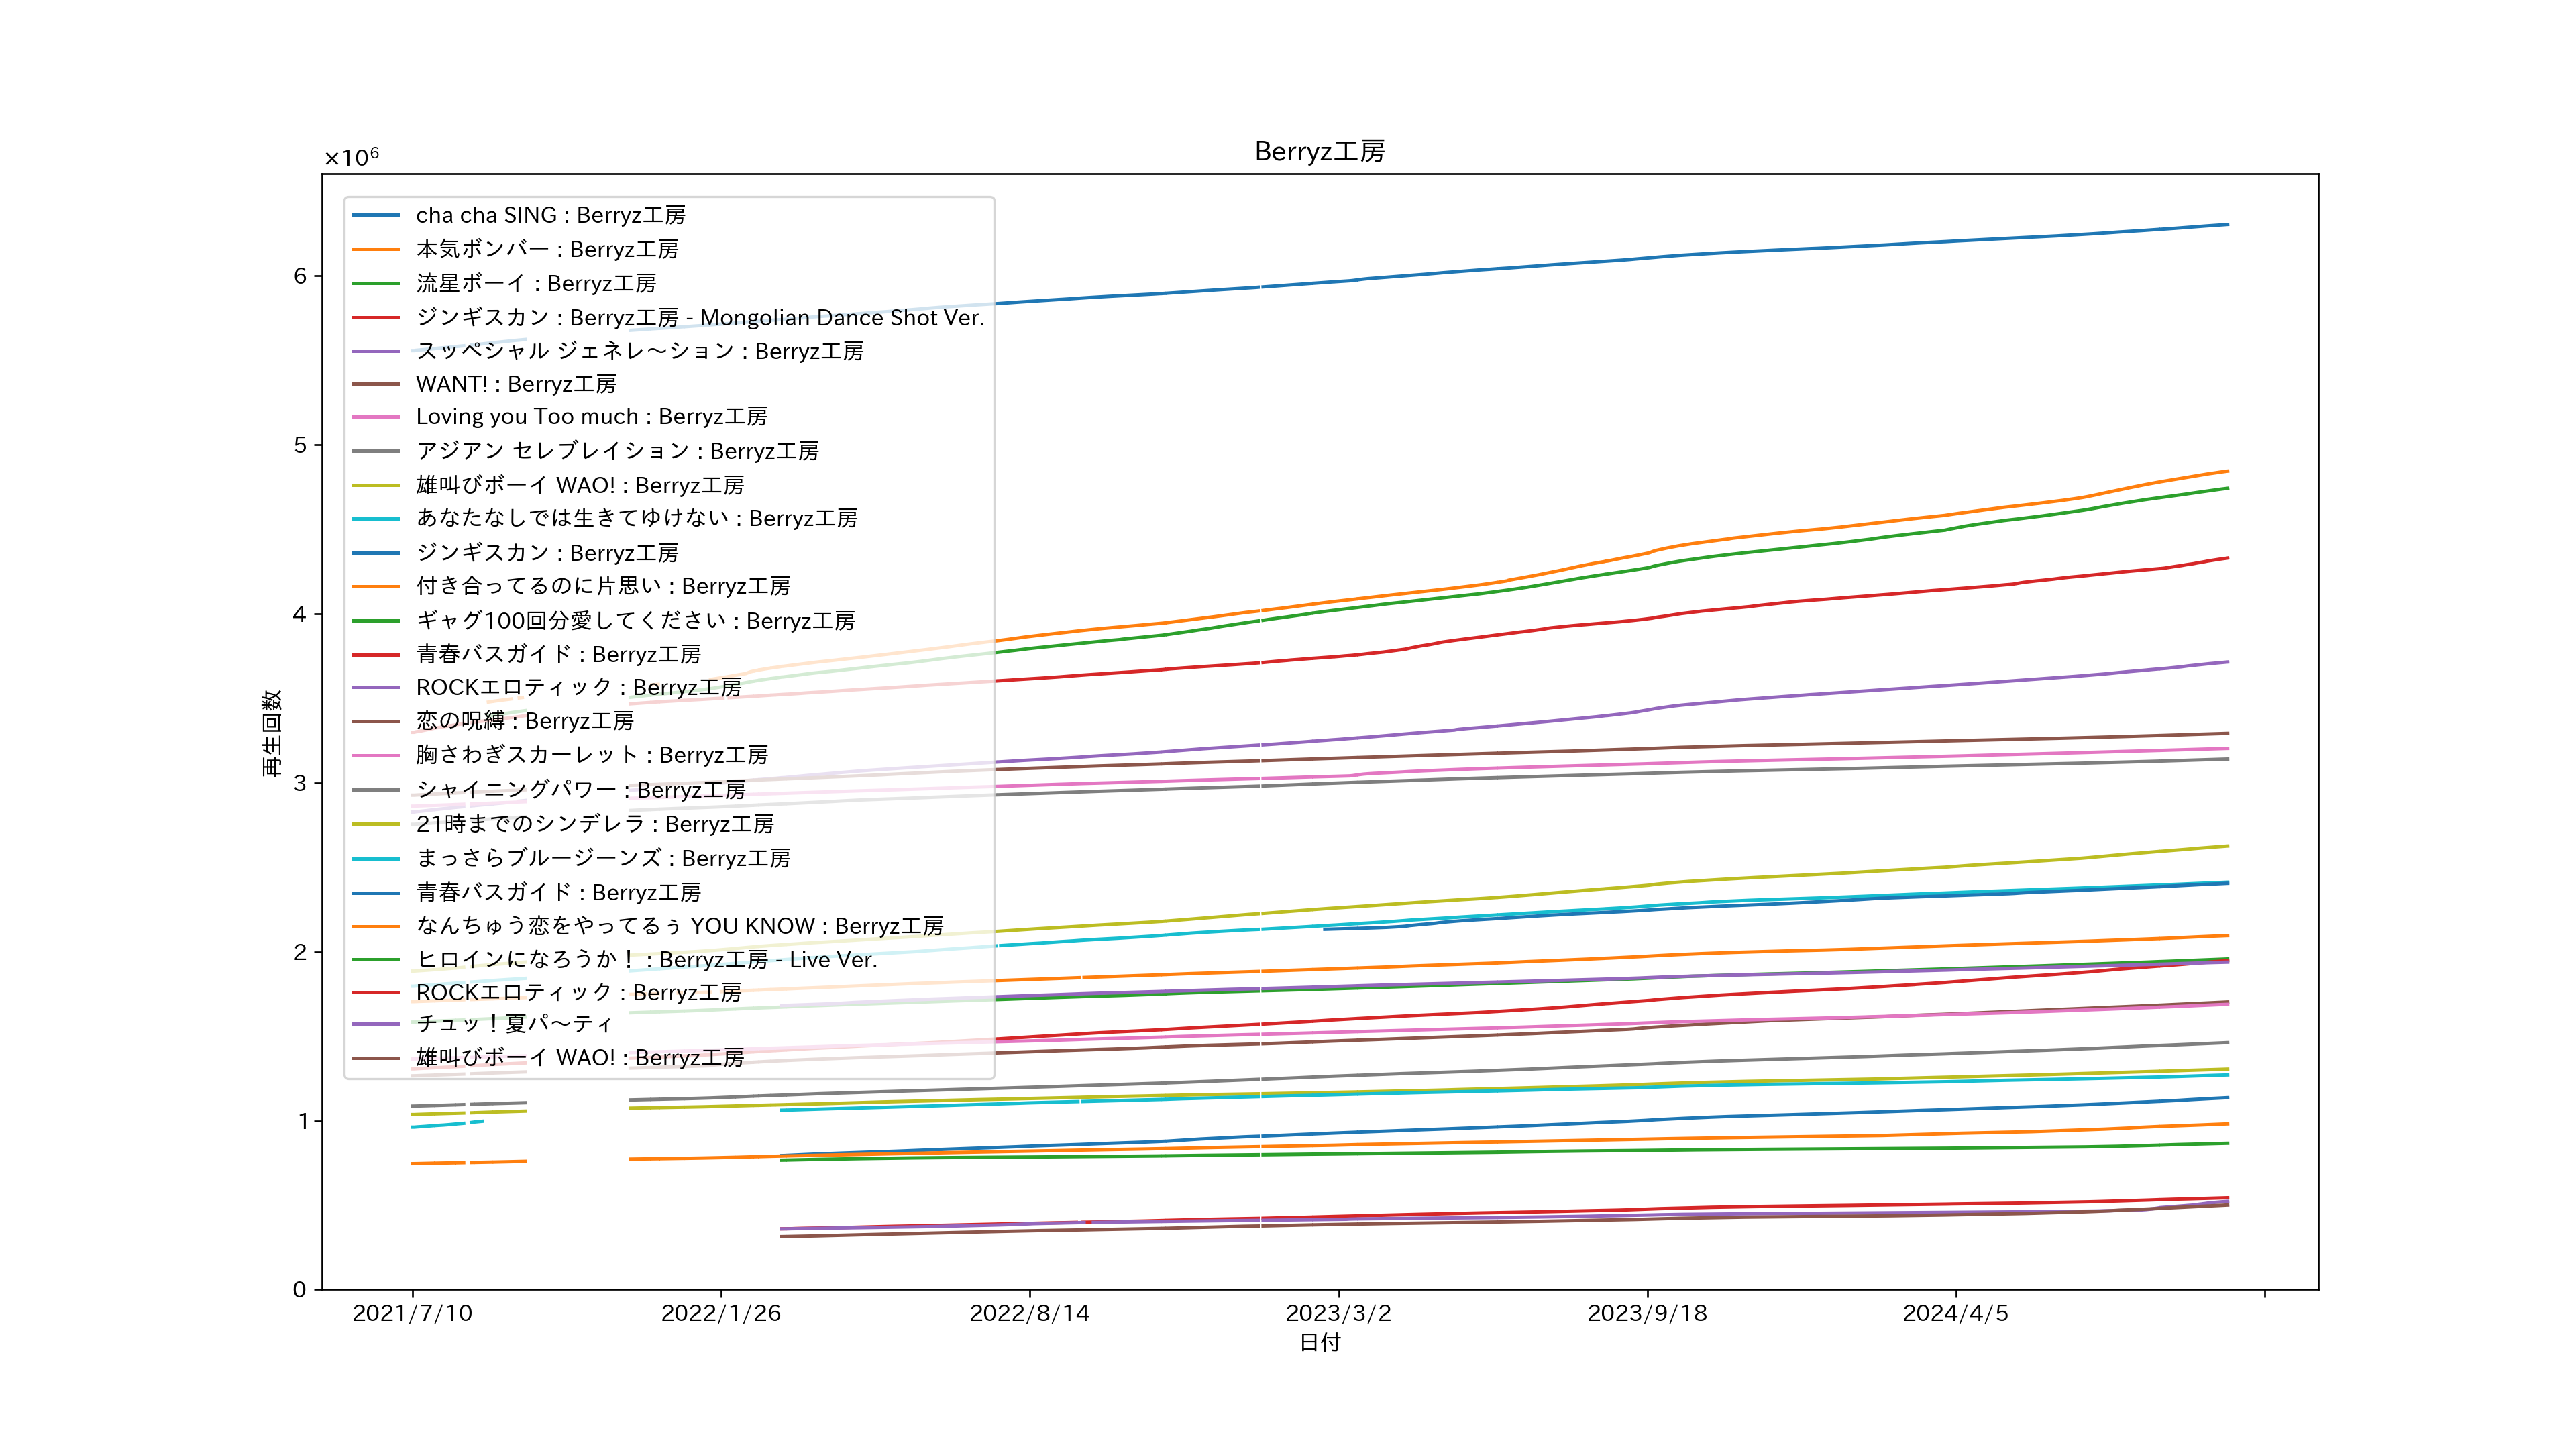 Berryz工房
×10⁶
cha cha SING : Berryz工房
本気ボンバー : Berryz工房
流星ボーイ : Berryz工房
ジンギスカン : Berryz工房 - Mongolian Dance Shot Ver.
スッペシャル ジェネレ～ション : Berryz工房
WANT! : Berryz工房
Loving you Too much : Berryz工房
アジアン セレブレイション : Berryz工房
雄叫びボーイ WAO! : Berryz工房
あなたなしでは生きてゆけない : Berryz工房
ジンギスカン : Berryz工房
付き合ってるのに片思い : Berryz工房
ギャグ100回分愛してください : Berryz工房
青春バスガイド : Berryz工房
ROCKエロティック : Berryz工房
恋の呪縛 : Berryz工房
胸さわぎスカーレット : Berryz工房
シャイニングパワー : Berryz工房
21時までのシンデレラ : Berryz工房
まっさらブルージーンズ : Berryz工房
青春バスガイド : Berryz工房
なんちゅう恋をやってるぅ YOU KNOW : Berryz工房
ヒロインになろうか！ : Berryz工房 - Live Ver.
ROCKエロティック : Berryz工房
チュッ！夏パ～ティ
雄叫びボーイ WAO! : Berryz工房
6
5
4
3
2
1
0
再生回数
2021/7/10 2022/1/26 2022/8/14 2023/3/2 2023/9/18 2024/4/5
日付